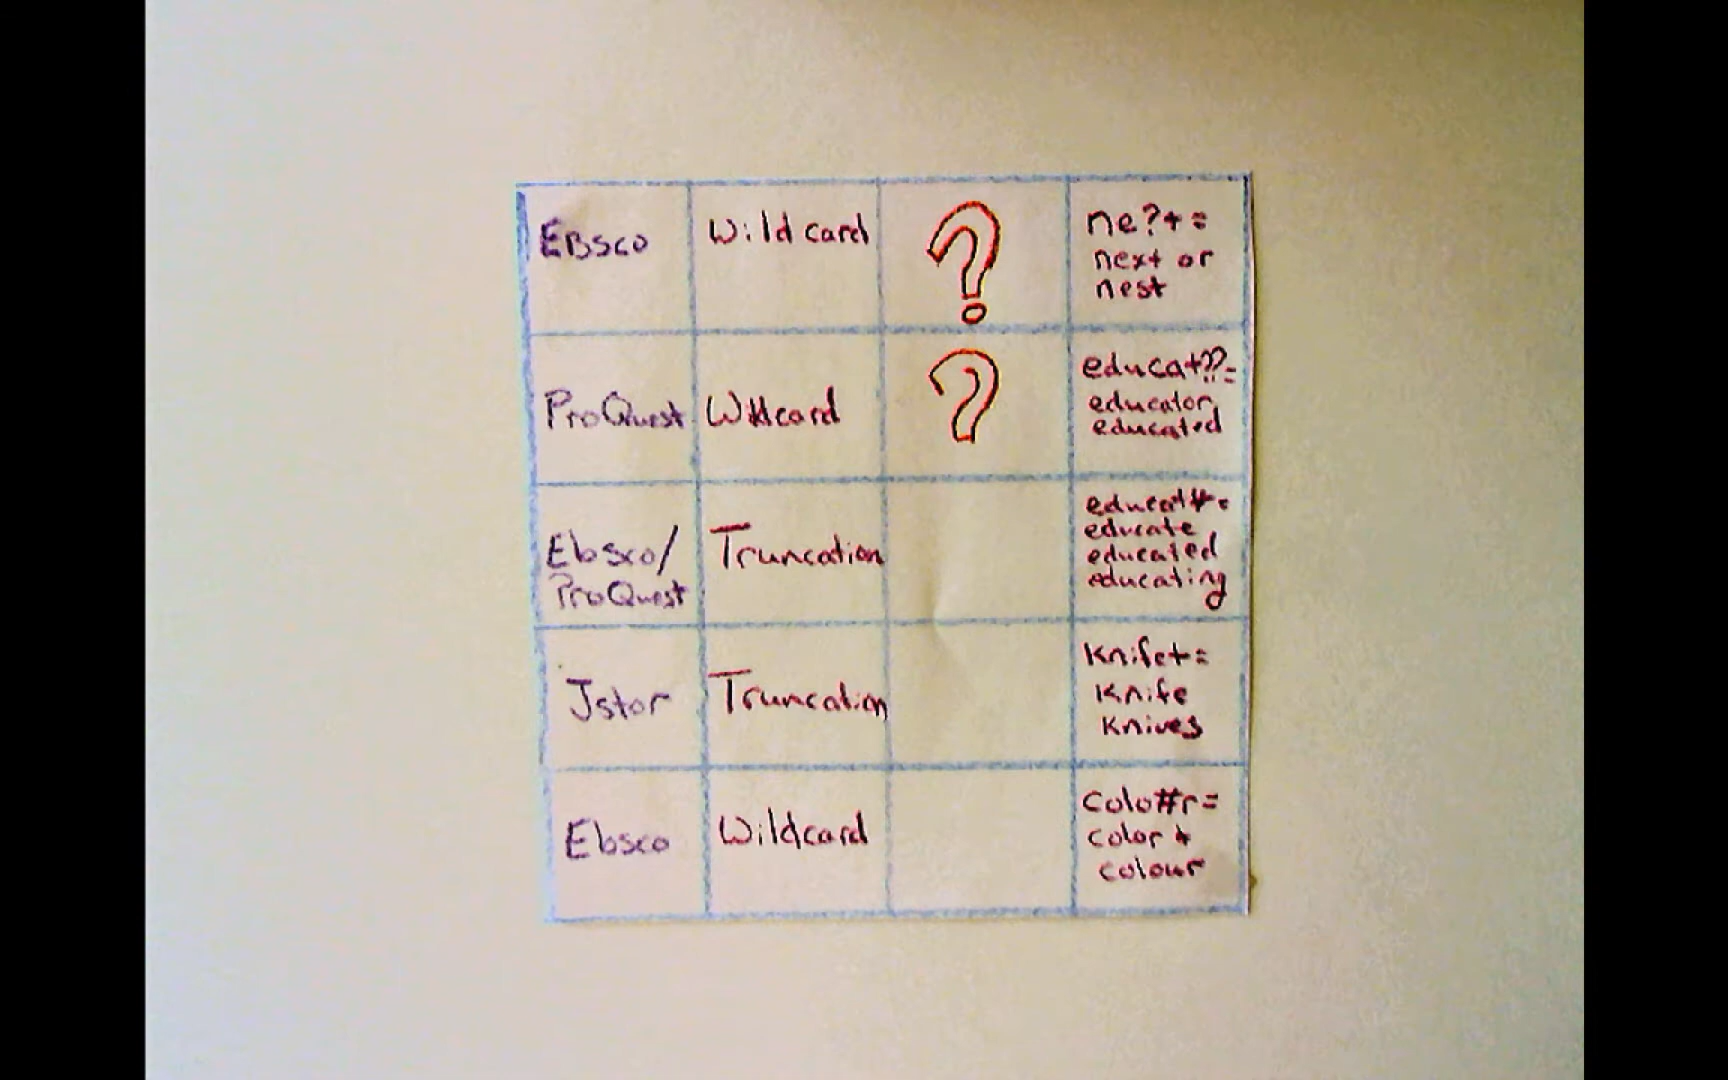 EBSCO
Wildcard
?
ne?t =
next or
nest
ProQuest
Wildcard
?
educat??=
educator
educated
Ebsco/
ProQuest
Truncation
educate
educated
educating
Jstor
Truncation
knife+=
knife
knives
Ebsco
Wildcard
colo#r=
color &
colour